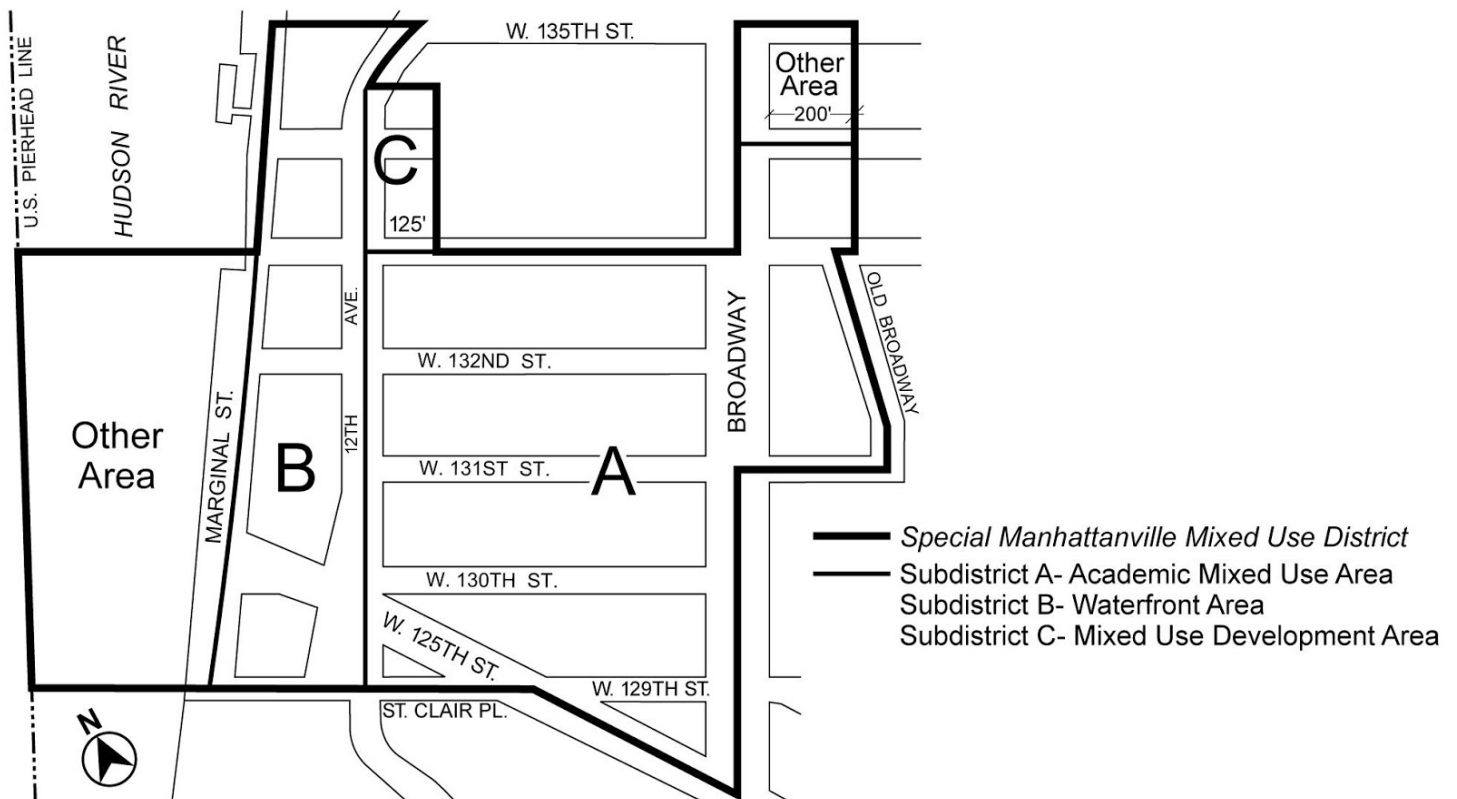 W. 135TH ST.
U.S. PIERHEAD LINE
HUDSON RIVER
Other
Area
200'
C
125'
AVE.
12TH
OLD BROADWAY
BROADWAY
W. 132ND ST.
MARGINAL ST.
Other
Area
B
W. 131ST ST.
A
W. 130TH ST.
W. 125TH ST.
W. 129TH ST.
ST. CLAIR PL.
N
Special Manhattanville Mixed Use District
Subdistrict A- Academic Mixed Use Area
Subdistrict B- Waterfront Area
Subdistrict C- Mixed Use Development Area